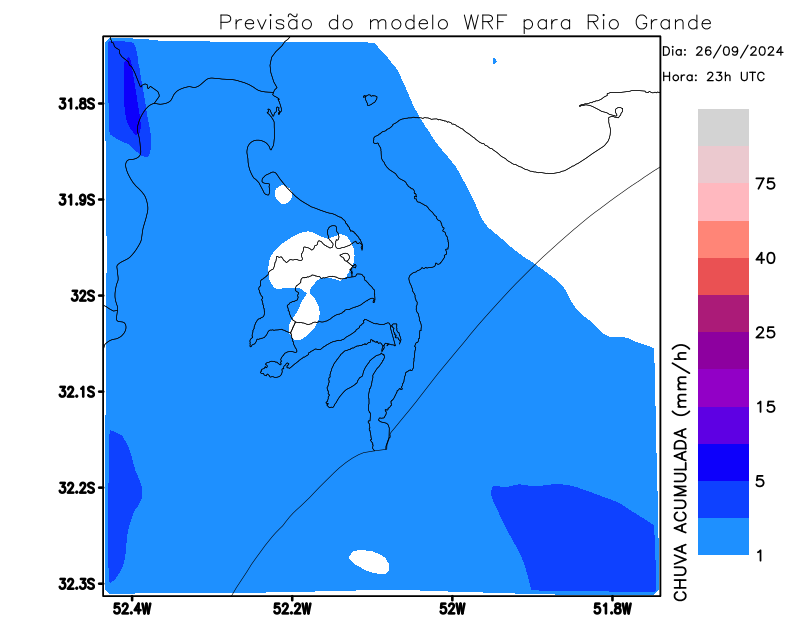 Previsão do modelo WRF para Rio Grande
Dia: 26/09/2024
Hora: 23h UTC
31.8S
31.9S
32S
32.1S
32.2S
32.3S
52.4W 52.2W 52W 51.8W
CHUVA ACUMULADA (mm/h)
75
40
25
15
5
1